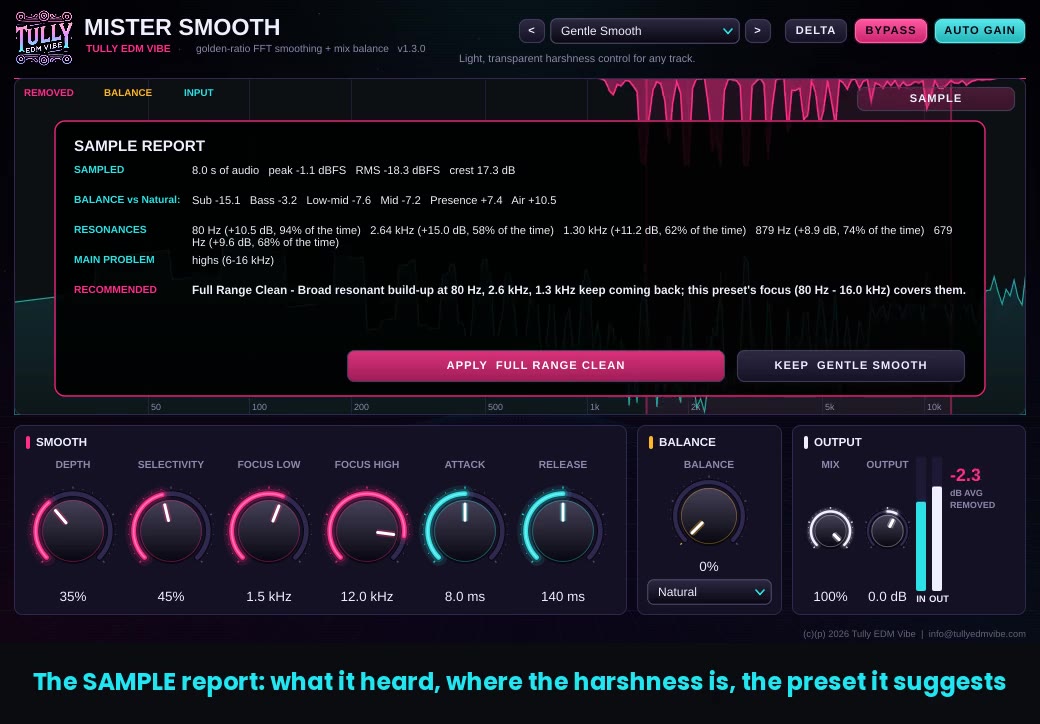 TULLY
EDM VIBE
MISTER SMOOTH
TULLY EDM VIBE · golden-ratio FFT smoothing + mix balance v1.3.0
< Gentle Smooth >
Light, transparent harshness control for any track.
DELTA BYPASS AUTO GAIN
REMOVED BALANCE INPUT
SAMPLE
SAMPLE REPORT
SAMPLED 8.0 s of audio peak -1.1 dBFS RMS -18.3 dBFS crest 17.3 dB
BALANCE vs Natural: Sub -15.1 Bass -3.2 Low-mid -7.6 Mid -7.2 Presence +7.4 Air +10.5
RESONANCES 80 Hz (+10.5 dB, 94% of the time) 2.64 kHz (+15.0 dB, 58% of the time) 1.30 kHz (+11.2 dB, 62% of the time) 879 Hz (+8.9 dB, 74% of the time) 679
Hz (+9.6 dB, 68% of the time)
MAIN PROBLEM highs (6-16 kHz)
RECOMMENDED Full Range Clean - Broad resonant build-up at 80 Hz, 2.6 kHz, 1.3 kHz keep coming back; this preset's focus (80 Hz - 16.0 kHz) covers them.
APPLY FULL RANGE CLEAN KEEP GENTLE SMOOTH
50 100 200 500 1k 2k 5k 10k
SMOOTH
DEPTH SELECTIVITY FOCUS LOW FOCUS HIGH ATTACK RELEASE
35% 45% 1.5 kHz 12.0 kHz 8.0 ms 140 ms
BALANCE
BALANCE
0%
Natural
OUTPUT
MIX OUTPUT
-2.3
dB AVG
REMOVED
100% 0.0 dB IN OUT
(c)(p) 2026 Tully EDM Vibe | info@tullyedmvibe.com
The SAMPLE report: what it heard, where the harshness is, the preset it suggests